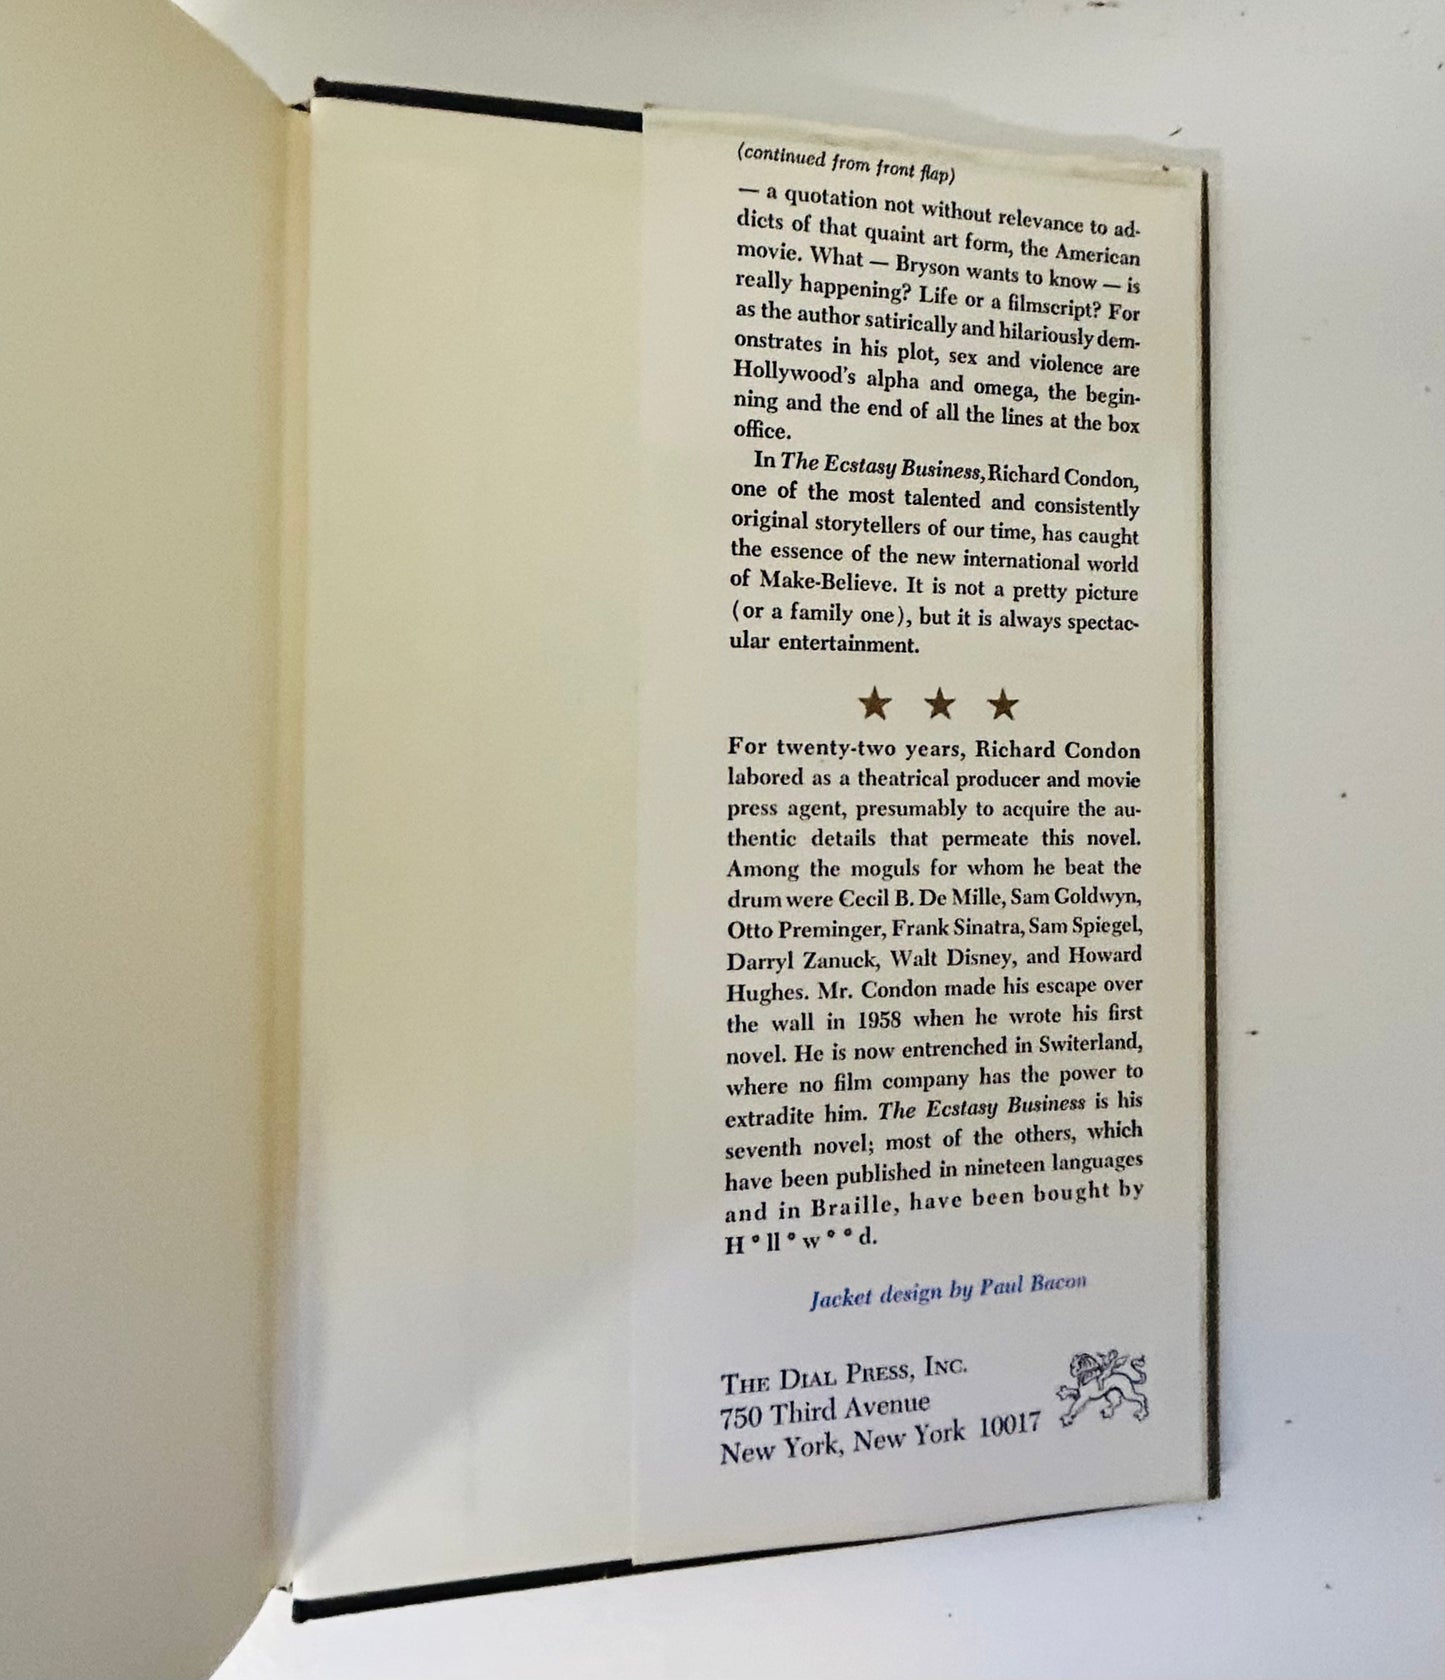 (continued from front flap)
— a quotation not without relevance to ad-
dicts of that quaint art form, the American
movie. What — Bryson wants to know — is
really happening? Life or a filmscript? For
as the author satirically and hilariously dem-
onstrates in his plot, sex and violence are
Hollywood's alpha and omega, the begin-
ning and the end of all the lines at the box
office.
In The Ecstasy Business, Richard Condon,
one of the most talented and consistently
original storytellers of our time, has caught
the essence of the new international world
of Make-Believe. It is not a pretty picture
(or a family one), but it is always spectac-
ular entertainment.
★ ★ ★
For twenty-two years, Richard Condon
labored as a theatrical producer and movie
press agent, presumably to acquire the au-
thentic details that permeate this novel.
Among the moguls for whom he beat the
drum were Cecil B. De Mille, Sam Goldwyn,
Otto Preminger, Frank Sinatra, Sam Spiegel,
Darryl Zanuck, Walt Disney, and Howard
Hughes. Mr. Condon made his escape over
the wall in 1958 when he wrote his first
novel. He is now entrenched in Switerland,
where no film company has the power to
extradite him. The Ecstasy Business is his
seventh novel; most of the others, which
have been published in nineteen languages
and in Braille, have been bought by
H * ll * w * * d.
Jacket design by Paul Bacon
THE DIAL PRESS, INC.
750 Third Avenue
New York, New York 10017